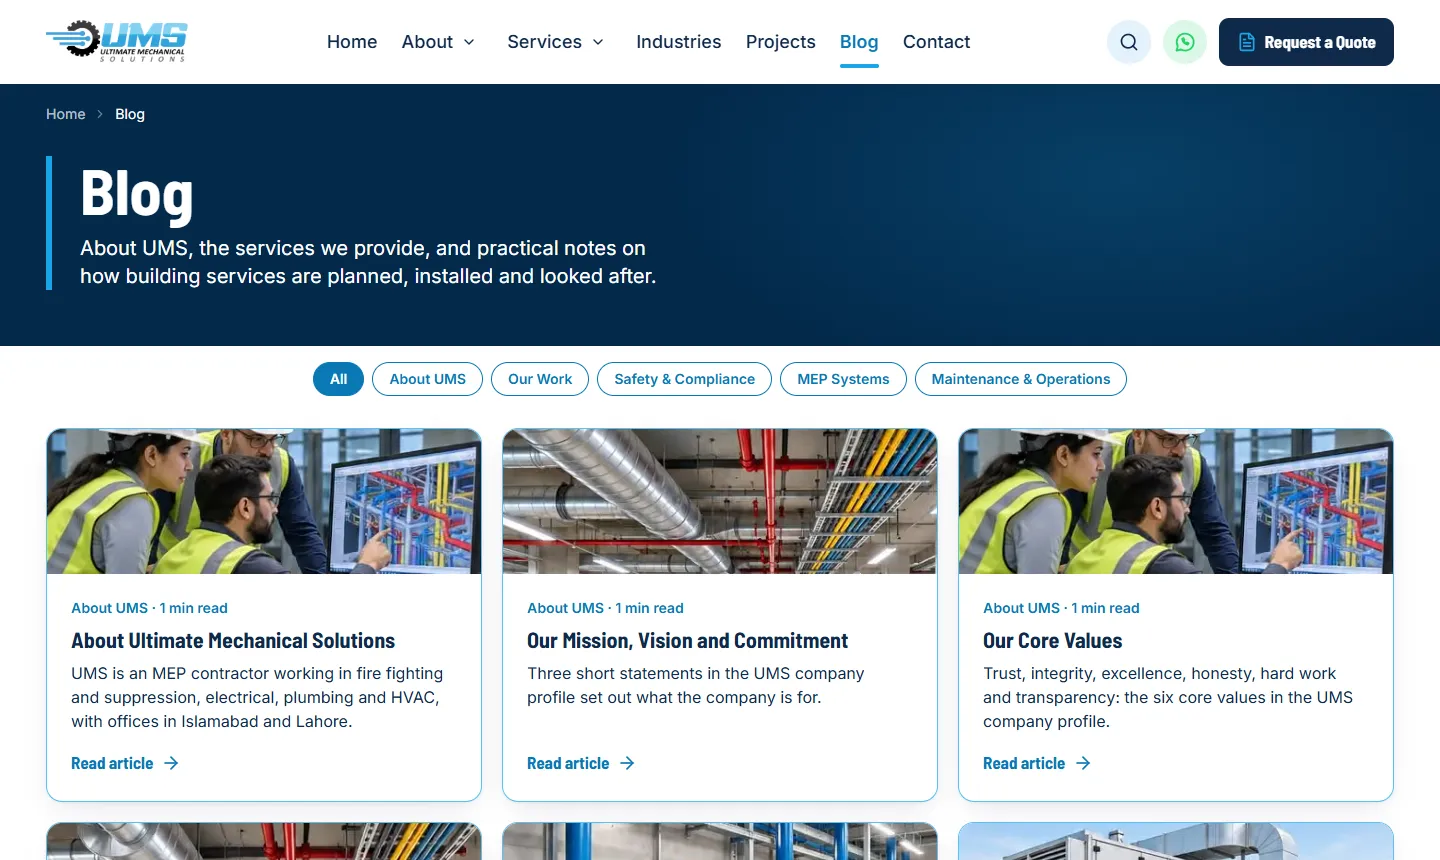 UMS
ULTIMATE MECHANICAL
SOLUTIONS
Home
About
Services
Industries
Projects
Blog
Contact
Request a Quote
Home
Blog
Blog
About UMS, the services we provide, and practical notes on
how building services are planned, installed and looked after.
All
About UMS
Our Work
Safety & Compliance
MEP Systems
Maintenance & Operations
About UMS · 1 min read
About Ultimate Mechanical Solutions
UMS is an MEP contractor working in fire fighting
and suppression, electrical, plumbing and HVAC,
with offices in Islamabad and Lahore.
Read article
About UMS · 1 min read
Our Mission, Vision and Commitment
Three short statements in the UMS company
profile set out what the company is for.
Read article
About UMS · 1 min read
Our Core Values
Trust, integrity, excellence, honesty, hard work
and transparency: the six core values in the UMS
company profile.
Read article